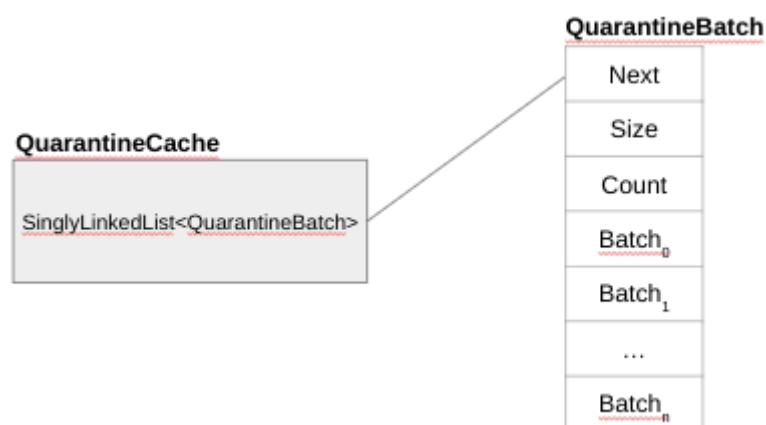 QuarantineBatch
Next
Size
Count
Batch₀
Batch₁
...
Batchₙ
QuarantineCache
SinglyLinkedList<QuarantineBatch>